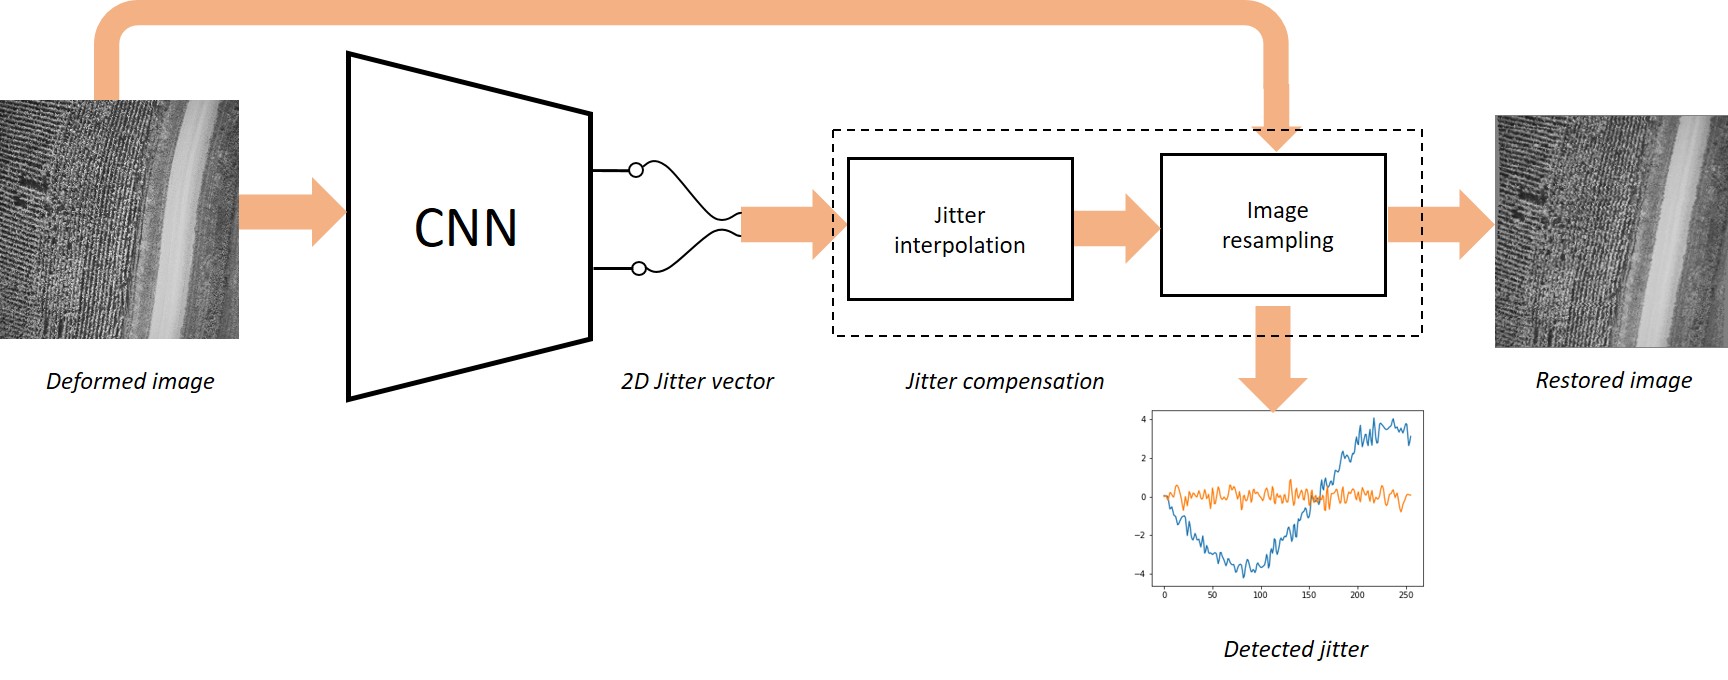 CNN
Jitter
interpolation
Image
resampling
Deformed image
2D Jitter vector
Jitter compensation
Restored image
4
2
0
−2
−4
0 50 100 150 200 250
Detected jitter